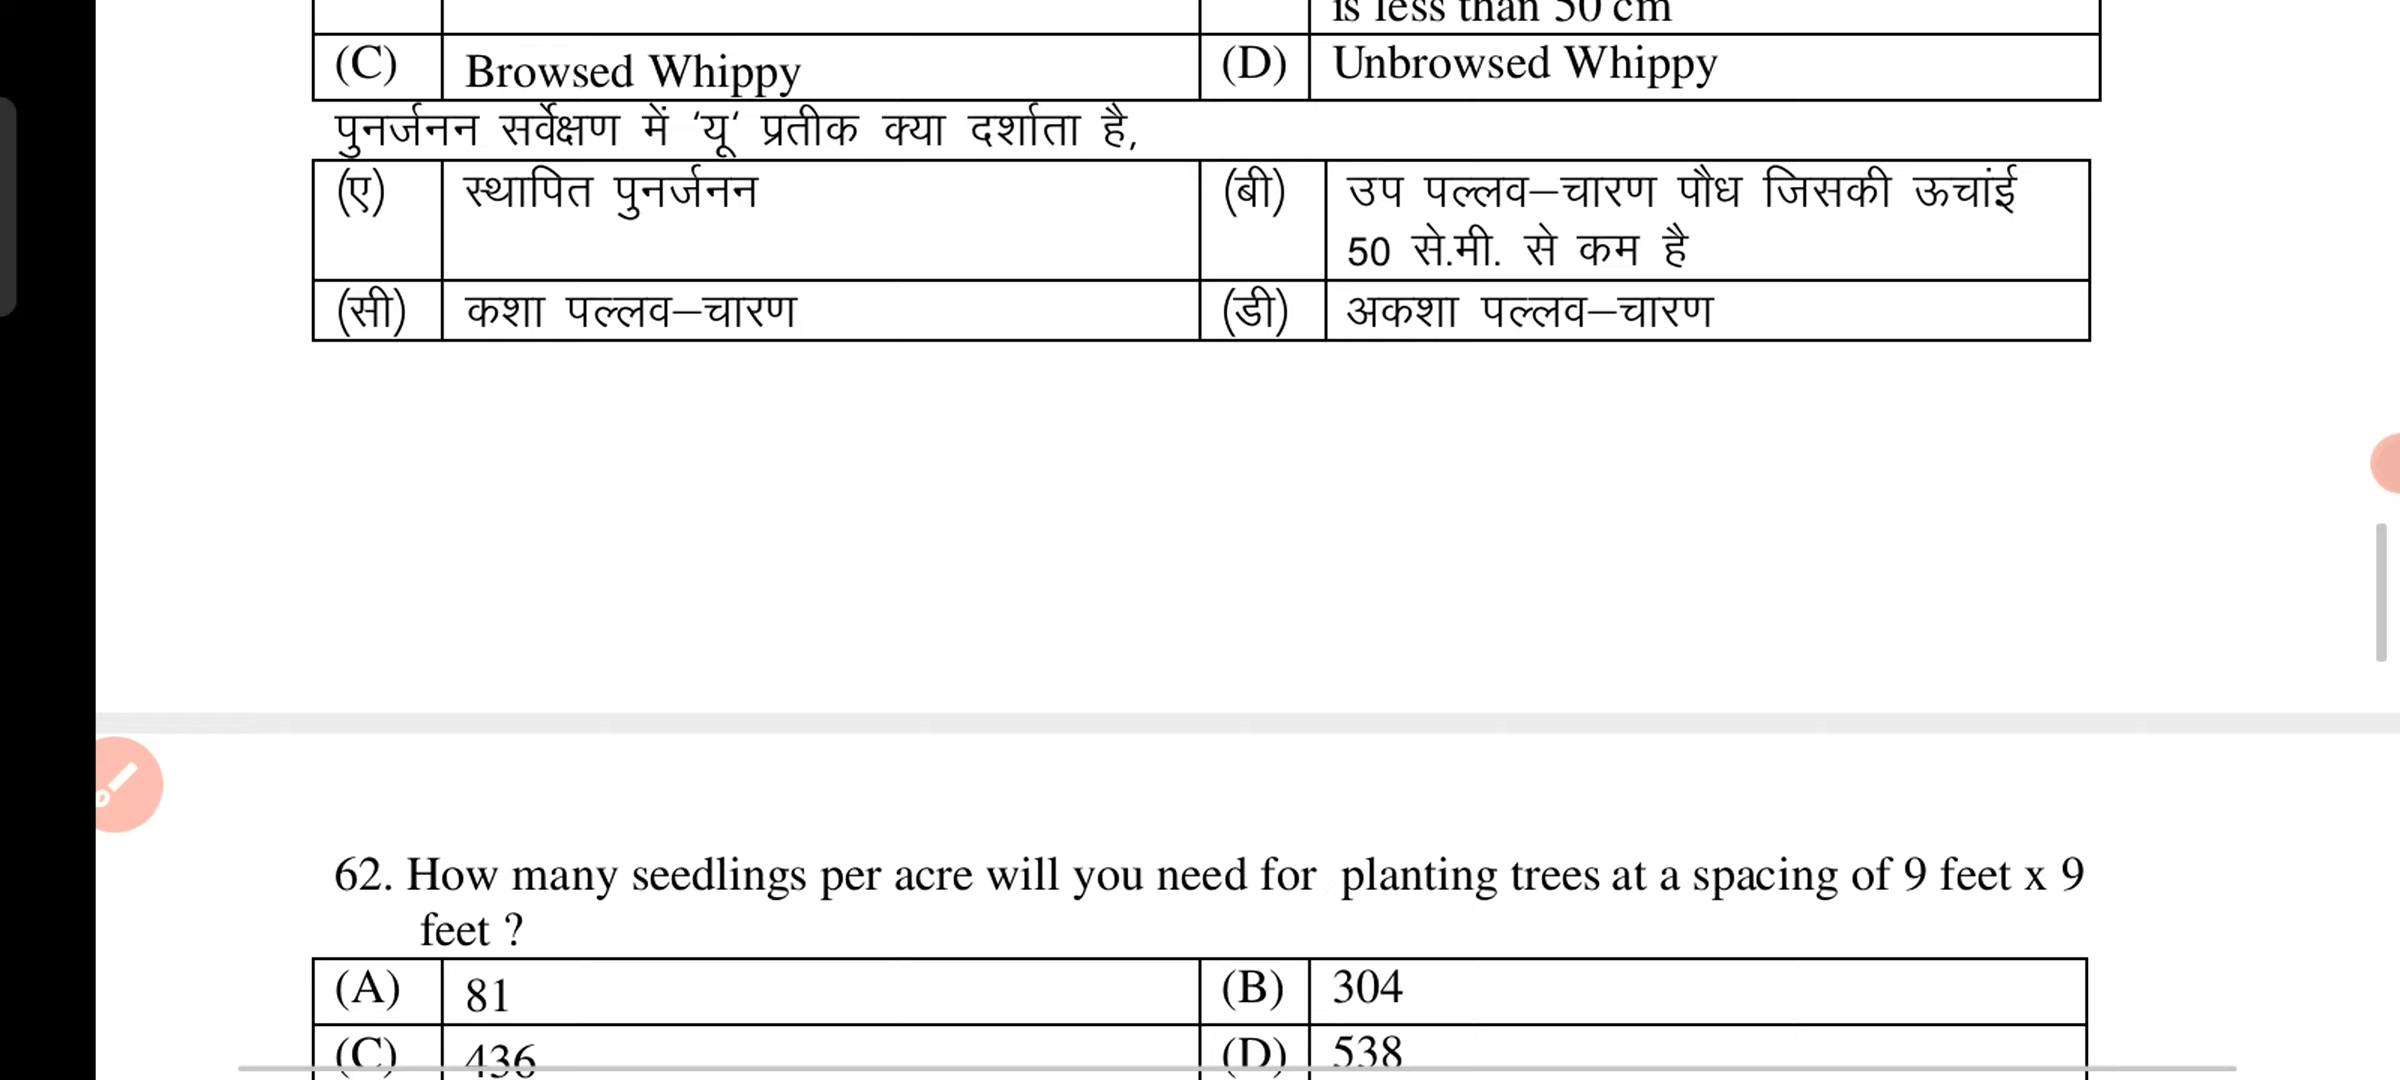 is less than 50 cm
(C) Browsed Whippy (D) Unbrowsed Whippy
पुनर्जनन सर्वेक्षण में ‘यू‘ प्रतीक क्या दर्शाता है,
(ए) स्थापित पुनर्जनन (बी) उप पल्लव–चारण पौध जिसकी ऊचांई
50 से.मी. से कम है
(सी) कशा पल्लव–चारण (डी) अकशा पल्लव–चारण
62. How many seedlings per acre will you need for planting trees at a spacing of 9 feet x 9
feet ?
(A) 81 (B) 304
(C) 436 (D) 538